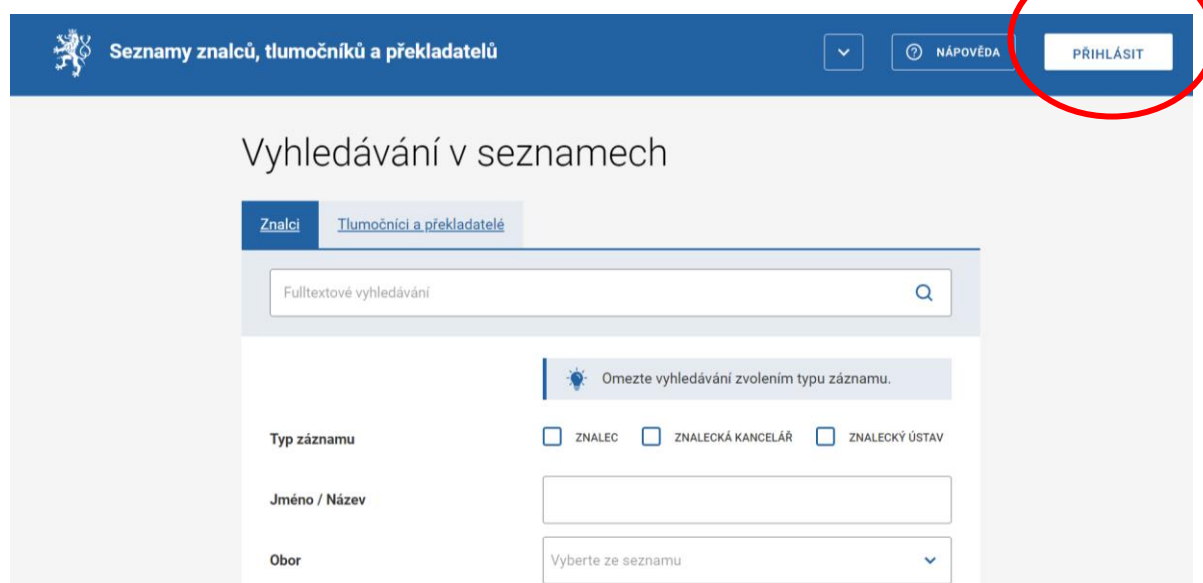 Seznamy znalců, tlumočníků a překladatelů
NÁPOVĚDA
PŘIHLÁSIT
Vyhledávání v seznamech
Znalci
Tlumočníci a překladatelé
Fulltextové vyhledávání
Omezte vyhledávání zvolením typu záznamu.
Typ záznamu
ZNALEC
ZNALECKÁ KANCELÁŘ
ZNALECKÝ ÚSTAV
Jméno / Název
Obor
Vyberte ze seznamu